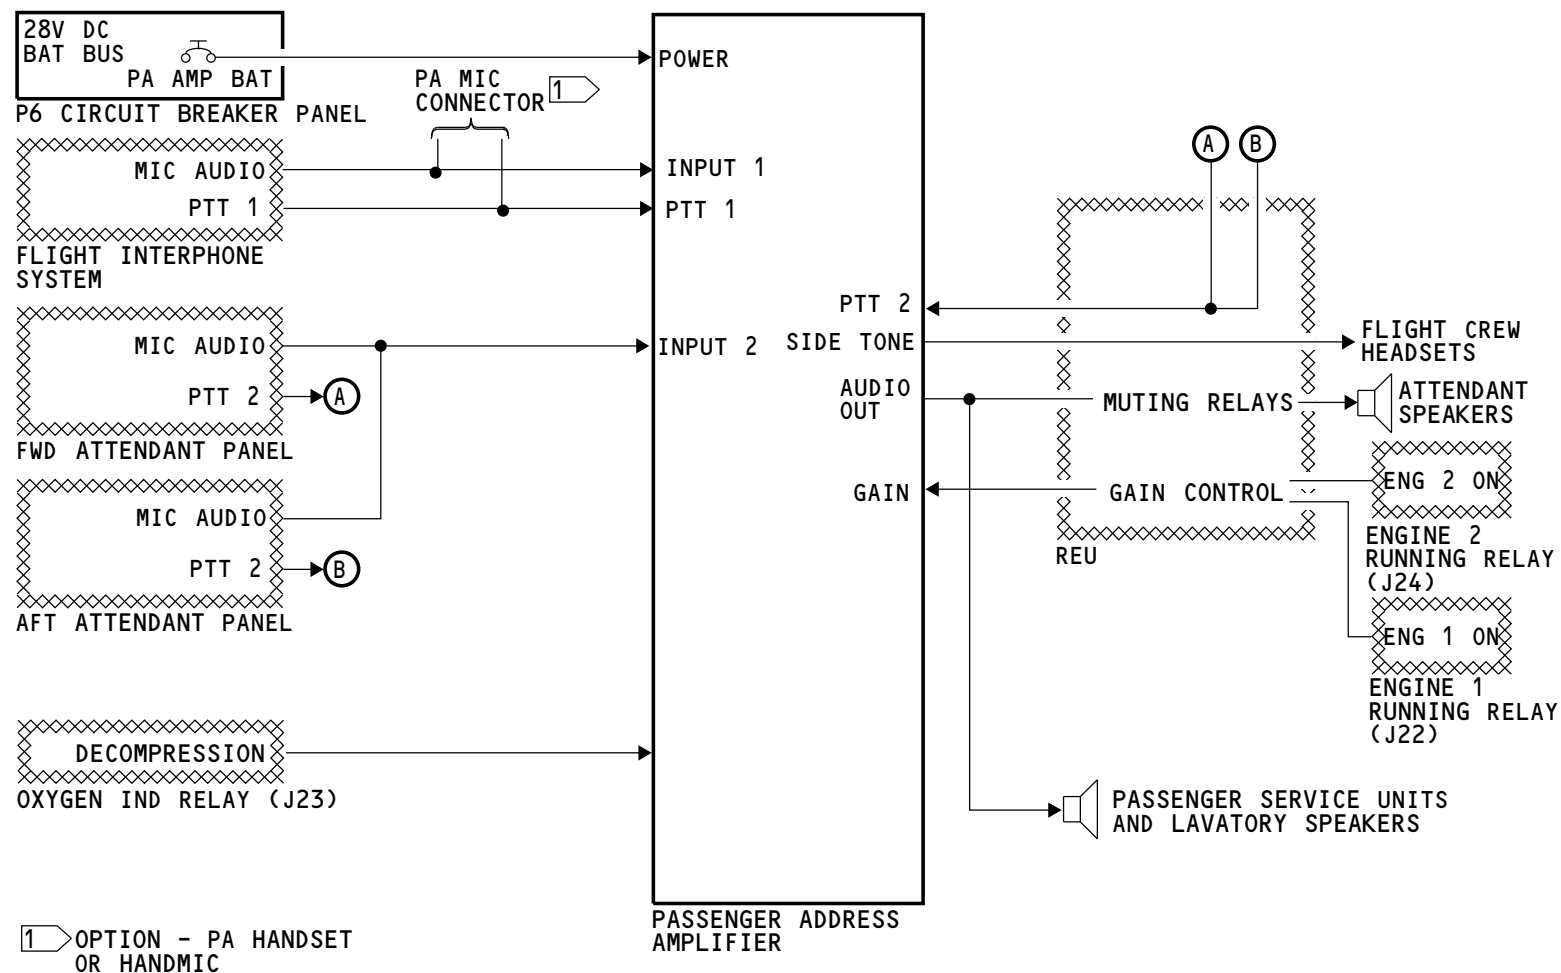 28V DC
BAT BUS
PA AMP BAT
P6 CIRCUIT BREAKER PANEL
PA MIC
CONNECTOR
1
MIC AUDIO
PTT 1
FLIGHT INTERPHONE
SYSTEM
MIC AUDIO
PTT 2
A
FWD ATTENDANT PANEL
MIC AUDIO
PTT 2
B
AFT ATTENDANT PANEL
DECOMPRESSION
OXYGEN IND RELAY (J23)
1
OPTION - PA HANDSET
OR HANDMIC
POWER
INPUT 1
PTT 1
INPUT 2
PTT 2
SIDE TONE
AUDIO
OUT
GAIN
PASSENGER ADDRESS
AMPLIFIER
A
B
MUTING RELAYS
GAIN CONTROL
REU
FLIGHT CREW
HEADSETS
ATTENDANT
SPEAKERS
ENG 2 ON
ENGINE 2
RUNNING RELAY
(J24)
ENG 1 ON
ENGINE 1
RUNNING RELAY
(J22)
PASSENGER SERVICE UNITS
AND LAVATORY SPEAKERS